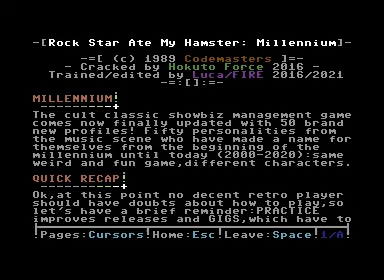 -[Rock Star Ate My Hamster: Millennium]-
-=[ (c) 1989 Codemasters ]=-
- Cracked by Hokuto Force 2016 -
Trained/edited by Luca/FIRE 2016/2021
-=:[]:=-
MILLENNIUM!
The cult classic showbiz management game
comes now finally updated with 50 brand
new profiles! Fifty personalities from
the music scene who have made a name for
themselves from the beginning of the
millennium until today (2000-2020):same
weird and fun game,different characters.
QUICK RECAP!
Ok,at this point no decent retro player
should have doubts about how to play,so
let's have a brief reminder:PRACTICE
improves releases and GIGS,which have to
!Pages:Cursors!Home:Esc!Leave:Space!1/A!